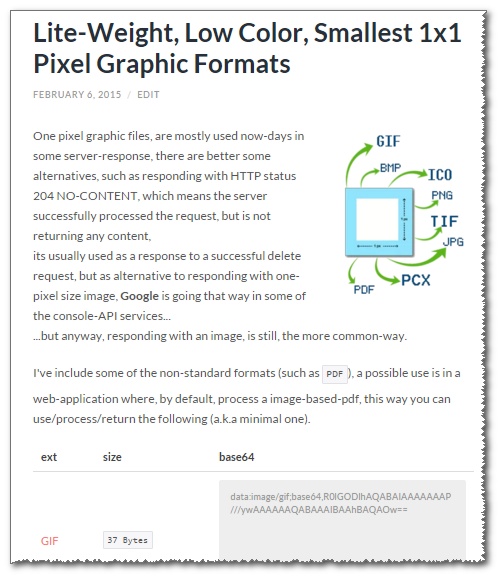 Lite-Weight, Low Color, Smallest 1x1
Pixel Graphic Formats
FEBRUARY 6, 2015 / EDIT
One pixel graphic files, are mostly used now-days in
some server-response, there are better some
alternatives, such as responding with HTTP status
204 NO-CONTENT, which means the server
successfully processed the request, but is not
returning any content,
its usually used as a response to a successful delete
request, but as alternative to responding with one-
pixel size image, Google is going that way in some of
the console-API services...
...but anyway, responding with an image, is still, the more common-way.
GIF
BMP
ICO
PNG
TIF
JPG
PCX
PDF
I've include some of the non-standard formats (such as PDF), a possible use is in a
web-application where, by default, process a image-based-pdf, this way you can
use/process/return the following (a.k.a minimal one).
ext size base64
data:image/gif;base64,R0lGODlhAQABAIAAAAAAAP
///ywAAAAAAQABAAAIBAAhBAQAOw==
GIF 37 Bytes